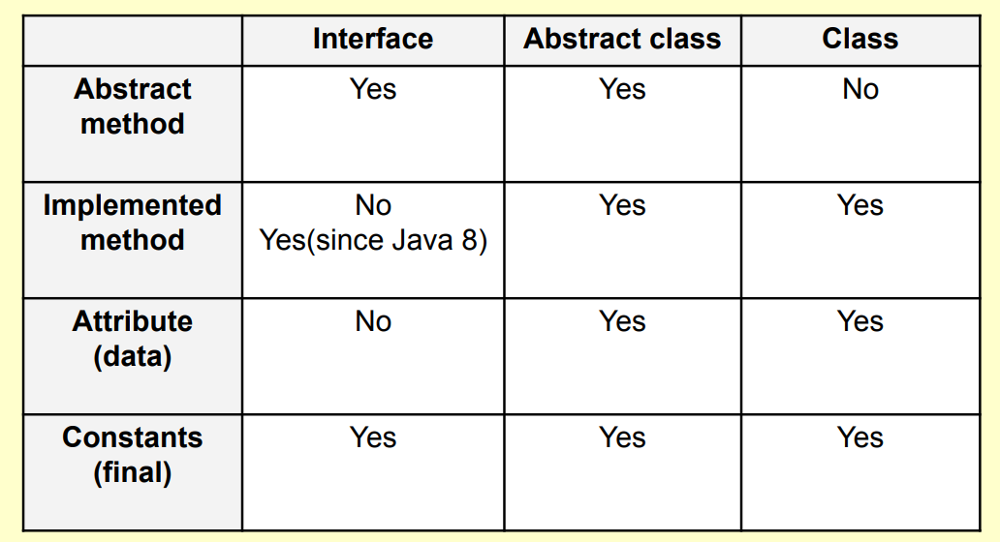 Interface Abstract class Class
Abstract Yes Yes No
method
Implemented No Yes Yes
method Yes(since Java 8)
Attribute No Yes Yes
(data)
Constants Yes Yes Yes
(final)